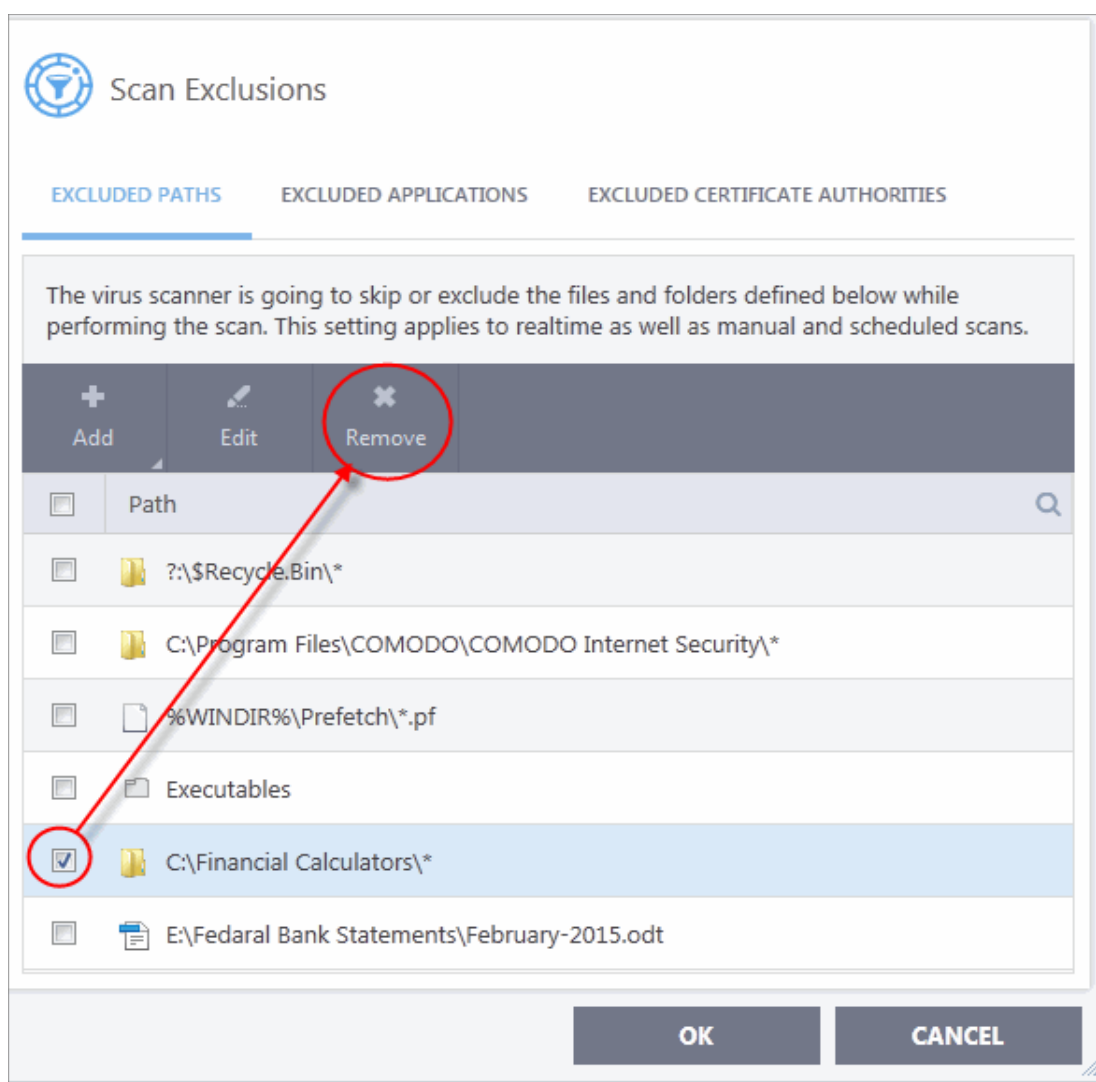 Scan Exclusions
EXCLUDED PATHS EXCLUDED APPLICATIONS EXCLUDED CERTIFICATE AUTHORITIES
The virus scanner is going to skip or exclude the files and folders defined below while
performing the scan. This setting applies to realtime as well as manual and scheduled scans.
Add Edit Remove
Path
?:\$Recycle.Bin\*
C:\Program Files\COMODO\COMODO Internet Security\*
%WINDIR%\Prefetch\*.pf
Executables
C:\Financial Calculators\*
E:\Fedaral Bank Statements\February-2015.odt
OK CANCEL